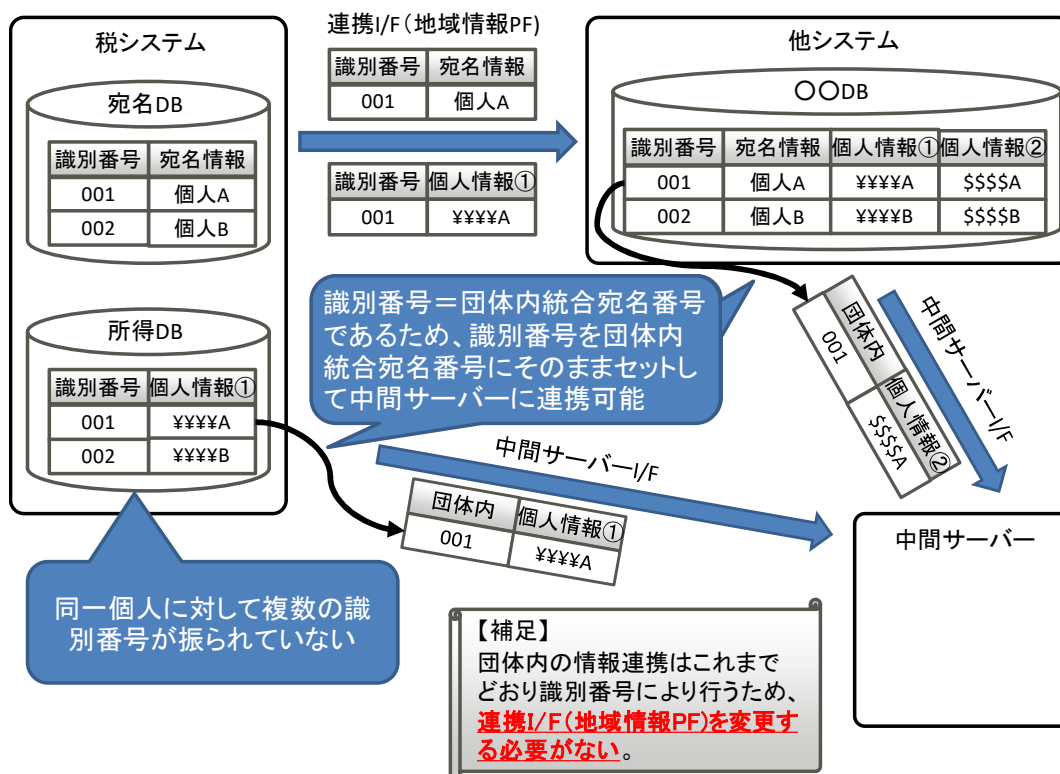 税システム
宛名DB
識別番号 宛名情報
001 個人A
002 個人B
所得DB
識別番号 個人情報①
001 ¥¥¥¥A
002 ¥¥¥¥B
連携I/F（地域情報PF)
識別番号 宛名情報
001 個人A
識別番号 個人情報①
001 ¥¥¥¥A
他システム
〇〇DB
識別番号 宛名情報 個人情報① 個人情報②
001 個人A ¥¥¥¥A $$$$A
002 個人B ¥¥¥¥B $$$$B
識別番号＝団体内統合宛名番号
であるため、識別番号を団体内
統合宛名番号にそのままセットし
て中間サーバーに連携可能
団体内 個人情報②
001 $$$$A
中間サーバーI/F
中間サーバーI/F
団体内 個人情報①
001 ¥¥¥¥A
中間サーバー
同一個人に対して複数の識
別番号が振られていない
【補足】
団体内の情報連携はこれまで
どおり識別番号により行うため、
連携I/F（地域情報PF)を変更す
る必要がない。